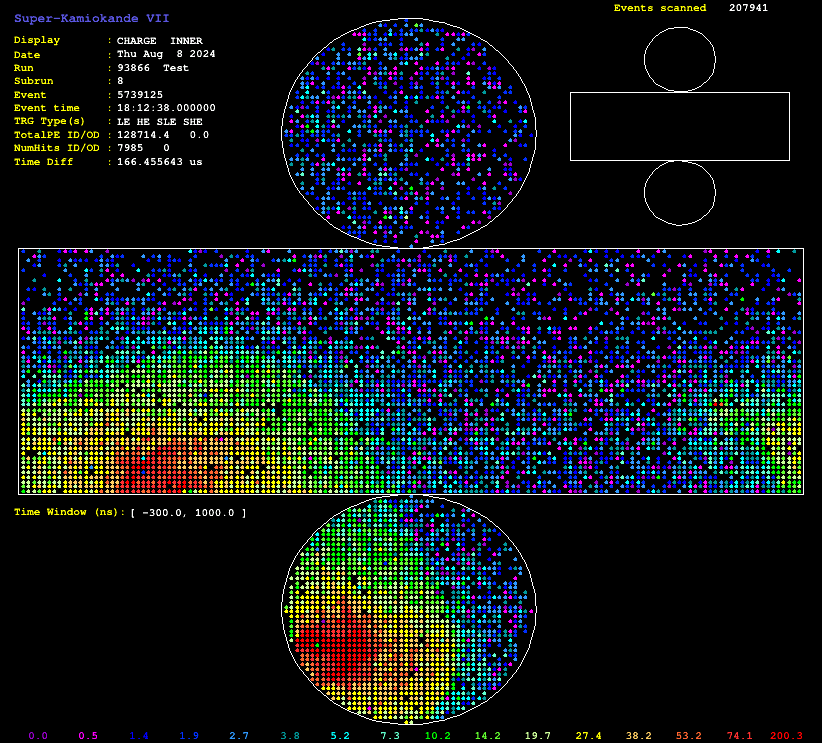 Super-Kamiokande VII
Events scanned 207941
Display : CHARGE INNER
Date : Thu Aug 8 2024
Run : 93866 Test
Subrun : 8
Event : 5739125
Event time : 18:12:38.000000
TRG Type(s) : LE HE SLE SHE
TotalPE ID/OD : 128714.4 0.0
NumHits ID/OD : 7985 0
Time Diff : 166.455643 us
Time Window (ns): [ -300.0, 1000.0 ]
0.0 0.5 1.4 1.9 2.7 3.8 5.2 7.3 10.2 14.2 19.7 27.4 38.2 53.2 74.1 200.3